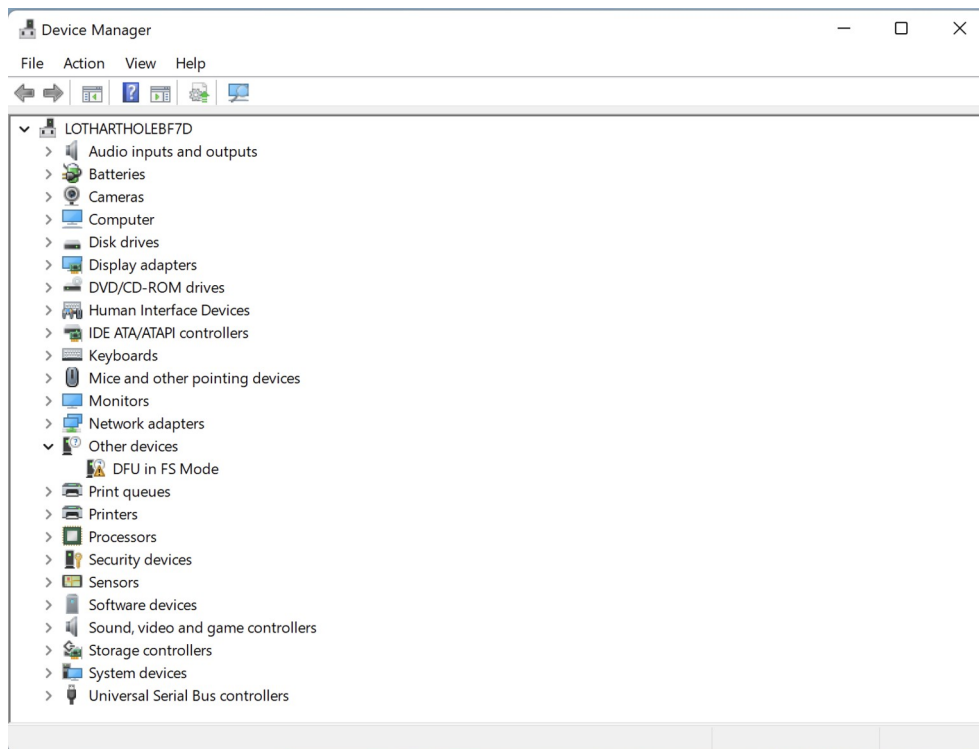 Device Manager
File Action View Help
LOTHARTHOLEBF7D
Audio inputs and outputs
Batteries
Cameras
Computer
Disk drives
Display adapters
DVD/CD-ROM drives
Human Interface Devices
IDE ATA/ATAPI controllers
Keyboards
Mice and other pointing devices
Monitors
Network adapters
Other devices
DFU in FS Mode
Print queues
Printers
Processors
Security devices
Sensors
Software devices
Sound, video and game controllers
Storage controllers
System devices
Universal Serial Bus controllers